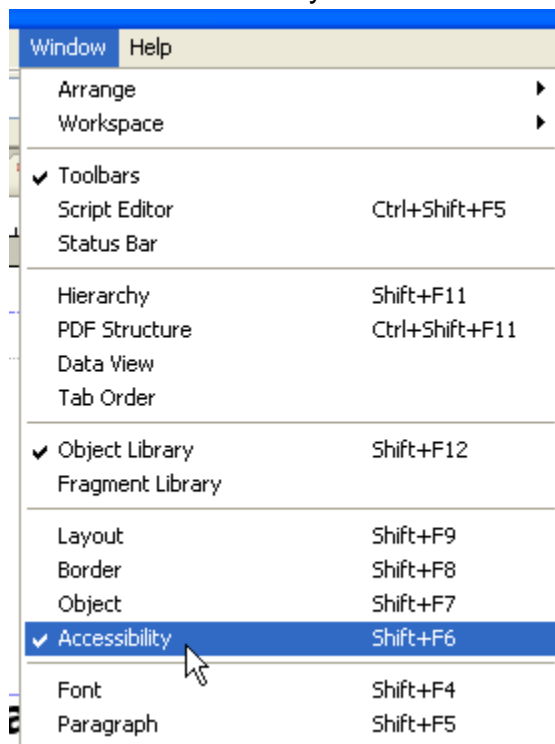 Window Help
Arrange
Workspace
Toolbars
Script Editor Ctrl+Shift+F5
Status Bar
Hierarchy Shift+F11
PDF Structure Ctrl+Shift+F11
Data View
Tab Order
Object Library Shift+F12
Fragment Library
Layout Shift+F9
Border Shift+F8
Object Shift+F7
Accessibility Shift+F6
Font Shift+F4
Paragraph Shift+F5